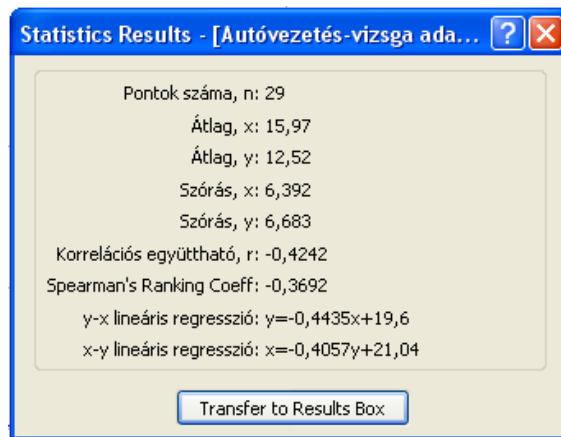 Statistics Results - [Autóvezetés-vizsga ada...
Pontok száma, n: 29
Átlag, x: 15,97
Átlag, y: 12,52
Szórás, x: 6,392
Szórás, y: 6,683
Korrelációs együttható, r: -0,4242
Spearman's Ranking Coeff: -0,3692
y-x lineáris regresszió: y=-0,4435x+19,6
x-y lineáris regresszió: x=-0,4057y+21,04
Transfer to Results Box